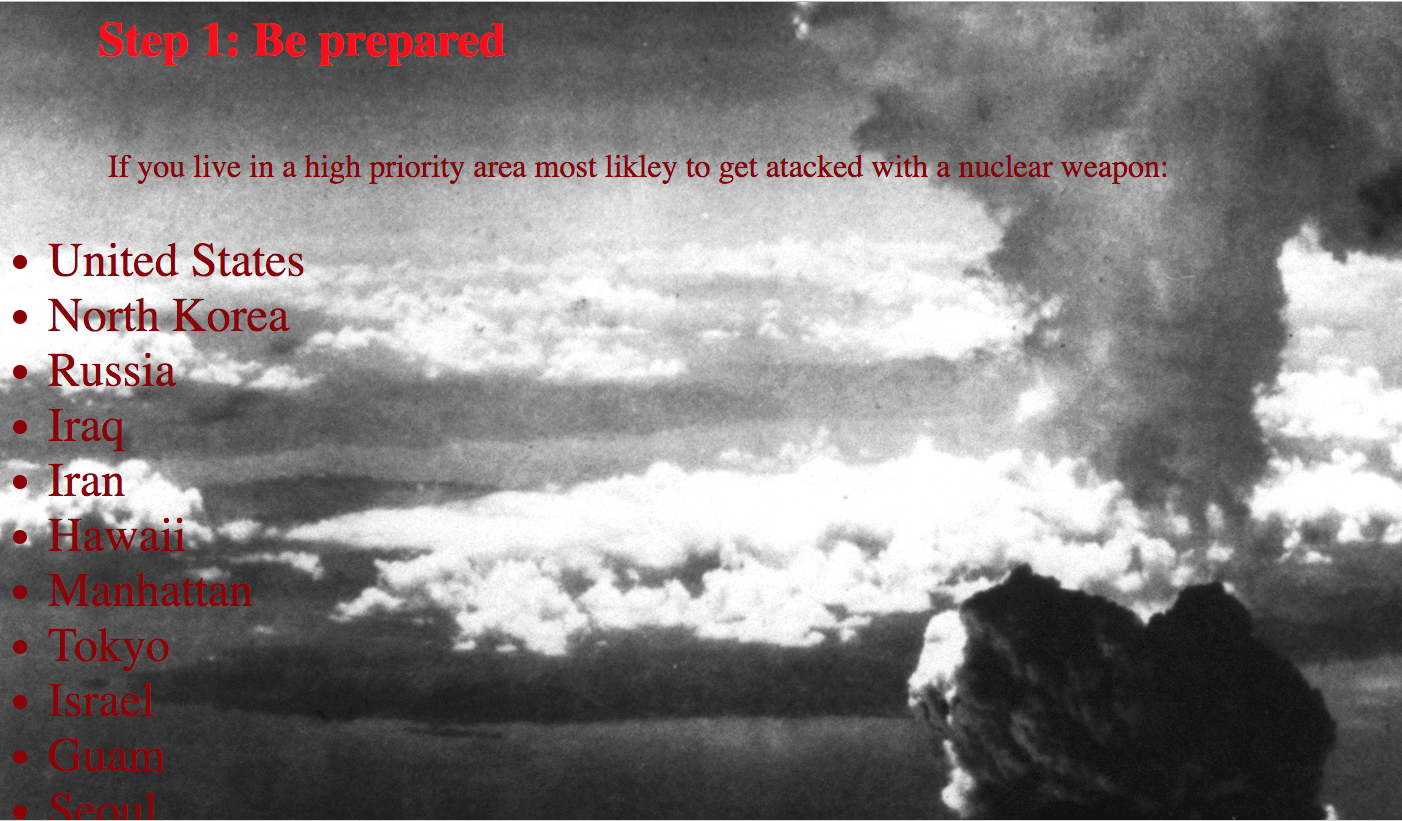 Step 1: Be prepared
If you live in a high priority area most likley to get atacked with a nuclear weapon:
• United States
• North Korea
• Russia
• Iraq
• Iran
• Hawaii
• Manhattan
• Tokyo
• Israel
• Guam
• Seoul